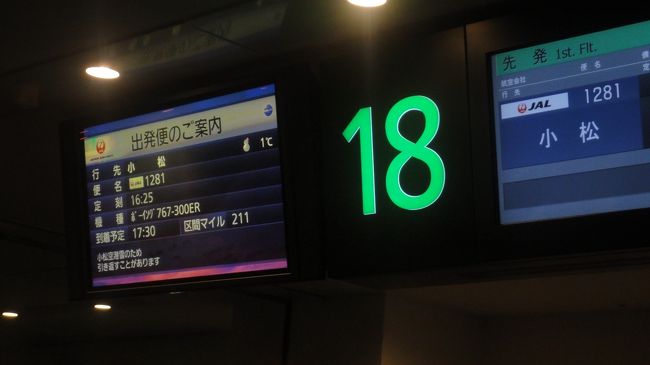 出発便のご案内
1℃
行先 小松
便名 JAL 1281
定刻 16:25
機種 ボーイング767-300ER
到着予定 17:30 区間マイル 211
小松空港雪のため
引き返すことがあります
18
先発 1st. Flt.
航空会社 便名
行先
JAL 1281
小松